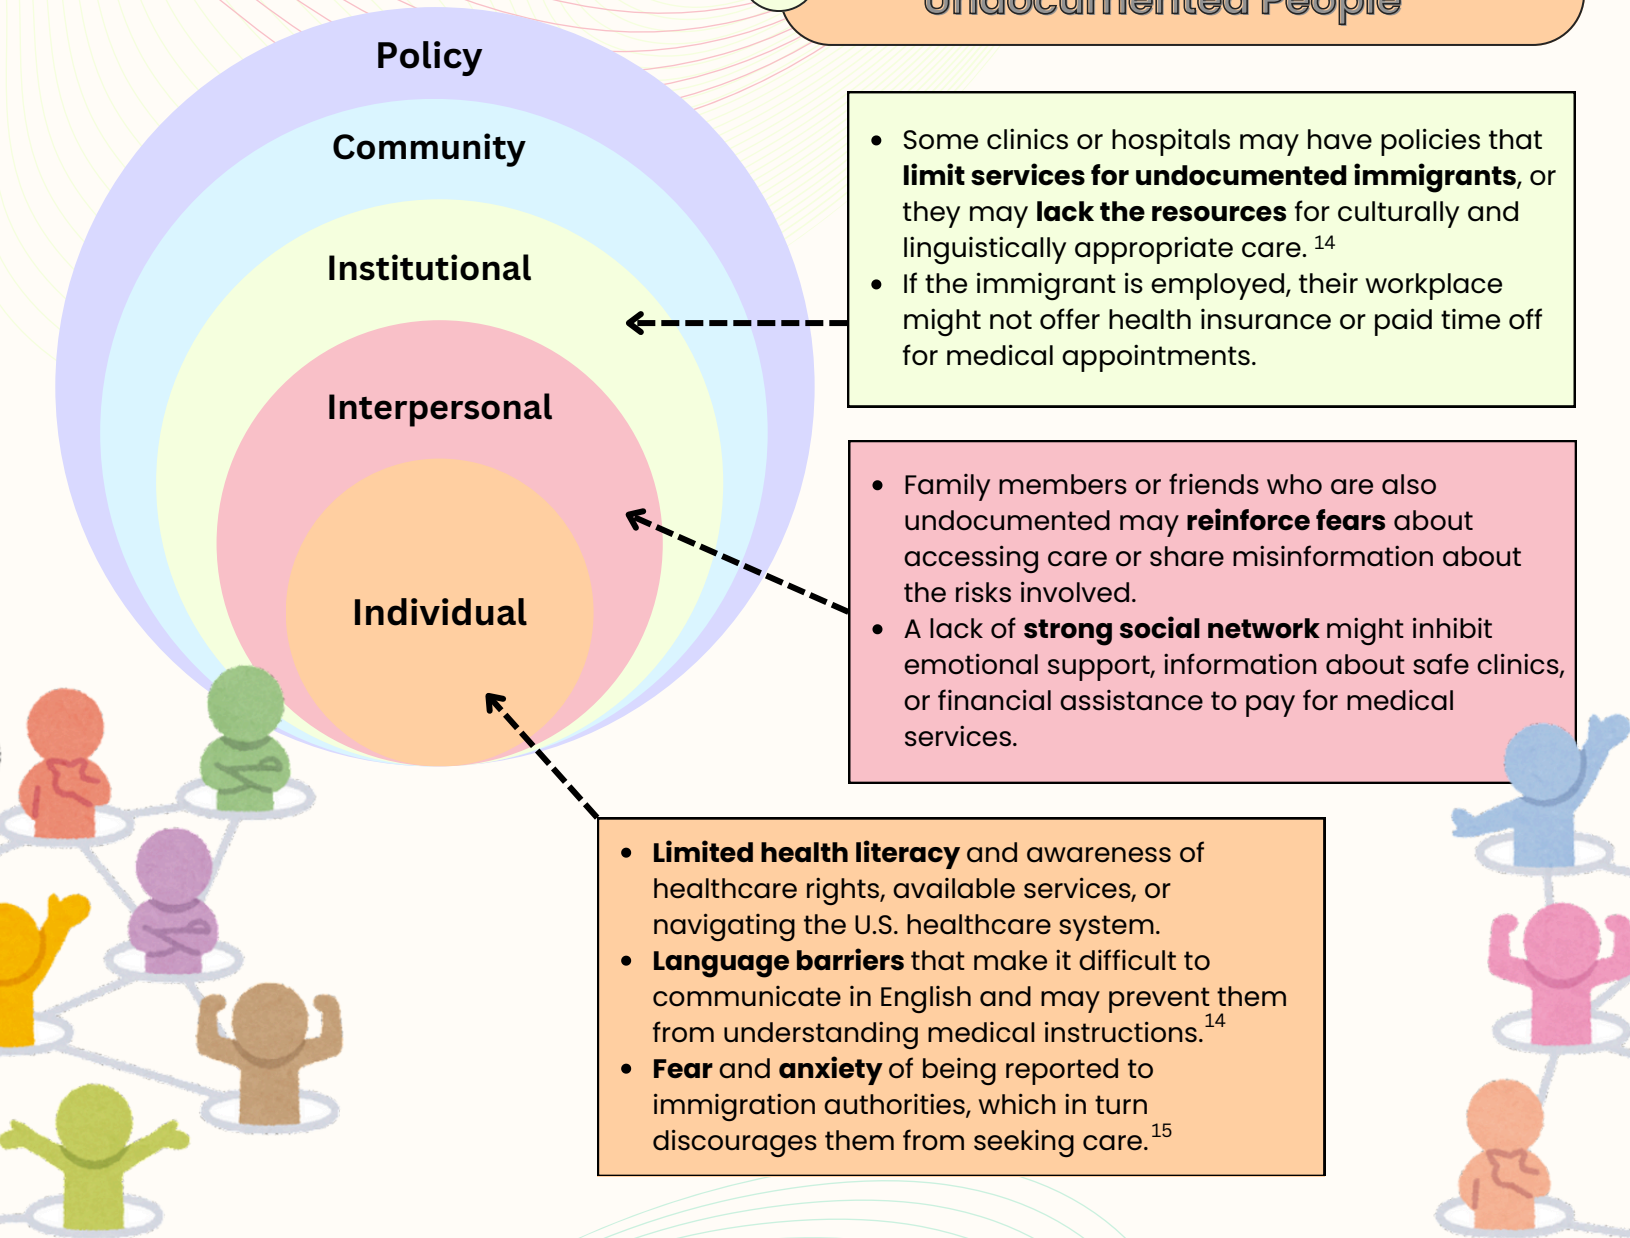 Undocumented People
Policy
Community
Institutional
Interpersonal
Individual
• Some clinics or hospitals may have policies that
limit services for undocumented immigrants, or
they may lack the resources for culturally and
linguistically appropriate care. 14
• If the immigrant is employed, their workplace
might not offer health insurance or paid time off
for medical appointments.
• Family members or friends who are also
undocumented may reinforce fears about
accessing care or share misinformation about
the risks involved.
• A lack of strong social network might inhibit
emotional support, information about safe clinics,
or financial assistance to pay for medical
services.
• Limited health literacy and awareness of
healthcare rights, available services, or
navigating the U.S. healthcare system.
• Language barriers that make it difficult to
communicate in English and may prevent them
from understanding medical instructions.14
• Fear and anxiety of being reported to
immigration authorities, which in turn
discourages them from seeking care.15